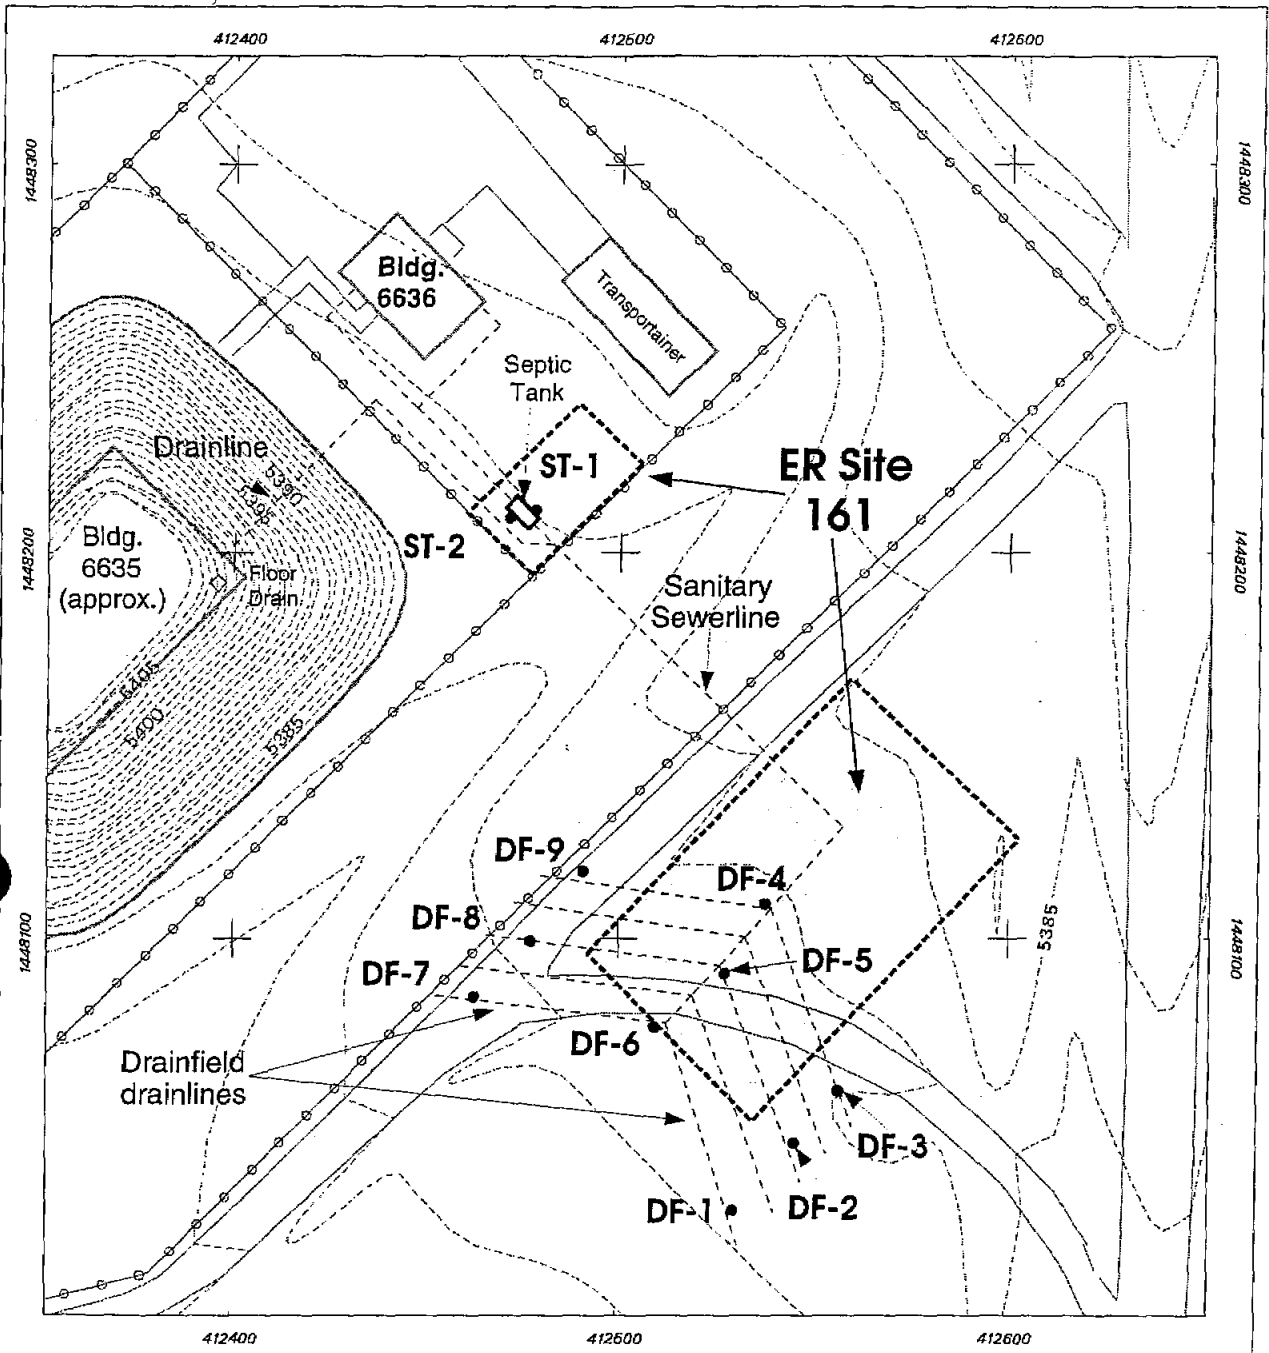 412400
412500
412600
1448300
1448300
Bldg.
6636
Transportainer
Septic
Tank
Drainline
5390
5395
ST-1
ER Site
161
ST-2
Bldg.
6635
(approx.)
Floor
Drain
1448200
1448200
Sanitary
Sewerline
5405
5400
5385
DF-9
DF-4
DF-8
5385
DF-5
DF-7
1448100
1448100
DF-6
Drainfield
drainlines
DF-3
DF-1
DF-2
412400
412500
412600